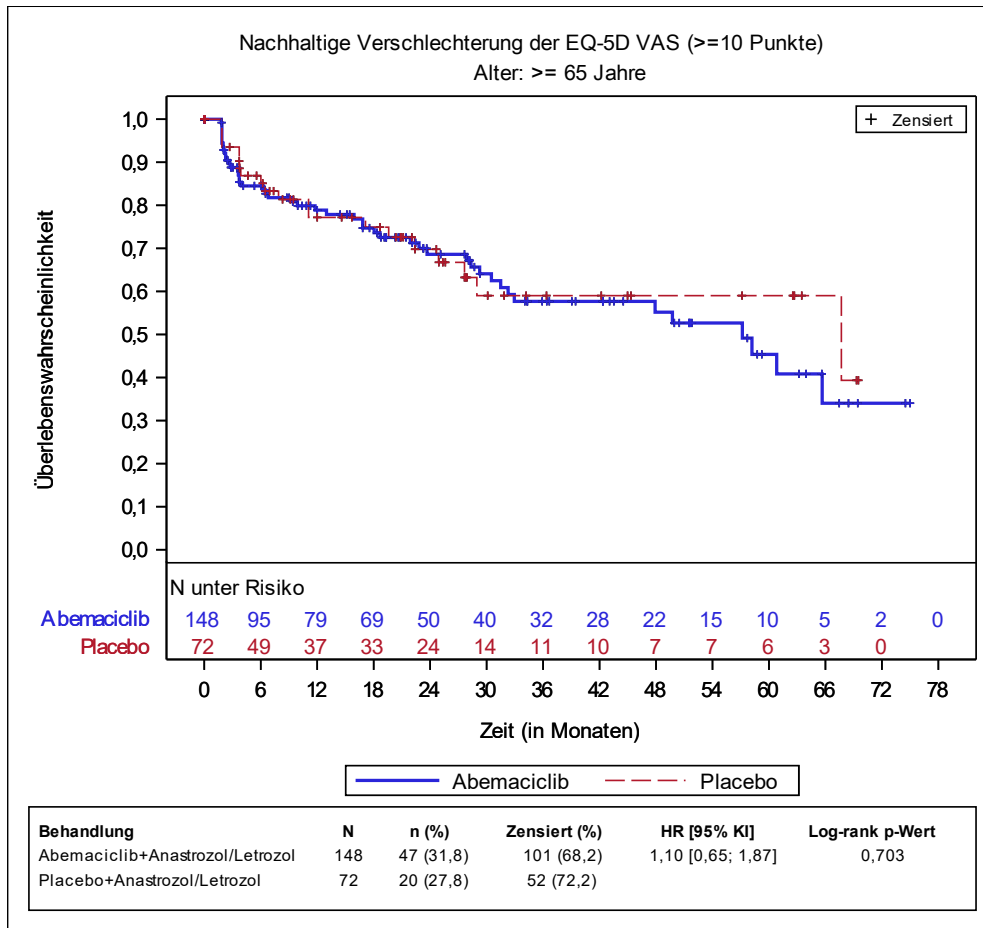 Nachhaltige Verschlechterung der EQ-5D VAS (>=10 Punkte)
Alter: >= 65 Jahre
+ Zensiert
Überlebenswahrscheinlichkeit
1,0
0,9
0,8
0,7
0,6
0,5
0,4
0,3
0,2
0,1
0,0
N unter Risiko
Abemaciclib 148 95 79 69 50 40 32 28 22 15 10 5 2 0
Placebo 72 49 37 33 24 14 11 10 7 7 6 3 0
0 6 12 18 24 30 36 42 48 54 60 66 72 78
Zeit (in Monaten)
Abemaciclib Placebo
Behandlung N n (%) Zensiert (%) HR [95% KI] Log-rank p-Wert
Abemaciclib+Anastrozol/Letrozol 148 47 (31,8) 101 (68,2) 1,10 [0,65; 1,87] 0,703
Placebo+Anastrozol/Letrozol 72 20 (27,8) 52 (72,2)